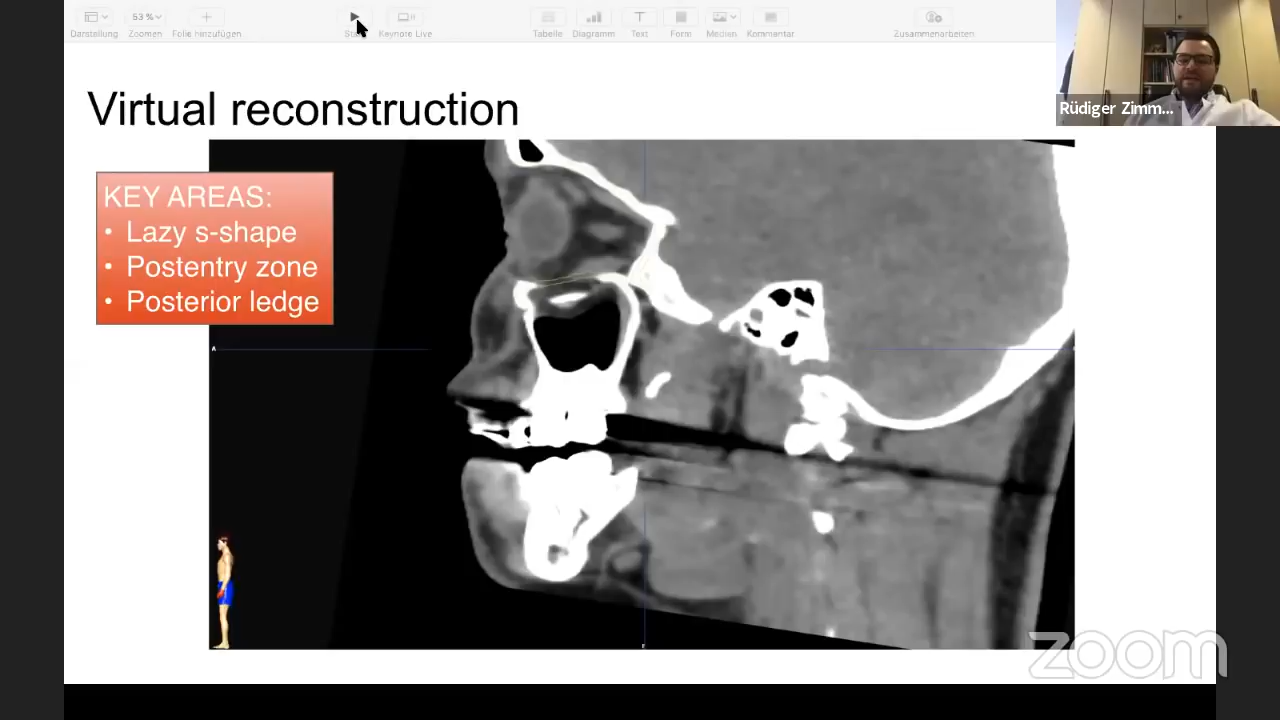 53 %
Darstellung
Zoomen
Folie hinzufügen
Keynote Live
Tabelle
Diagramm
Text
Form
Medien
Kommentar
Zusammenarbeiten
Rüdiger Zimm...
Virtual reconstruction
KEY AREAS:
• Lazy s-shape
• Postentry zone
• Posterior ledge
A
zoom